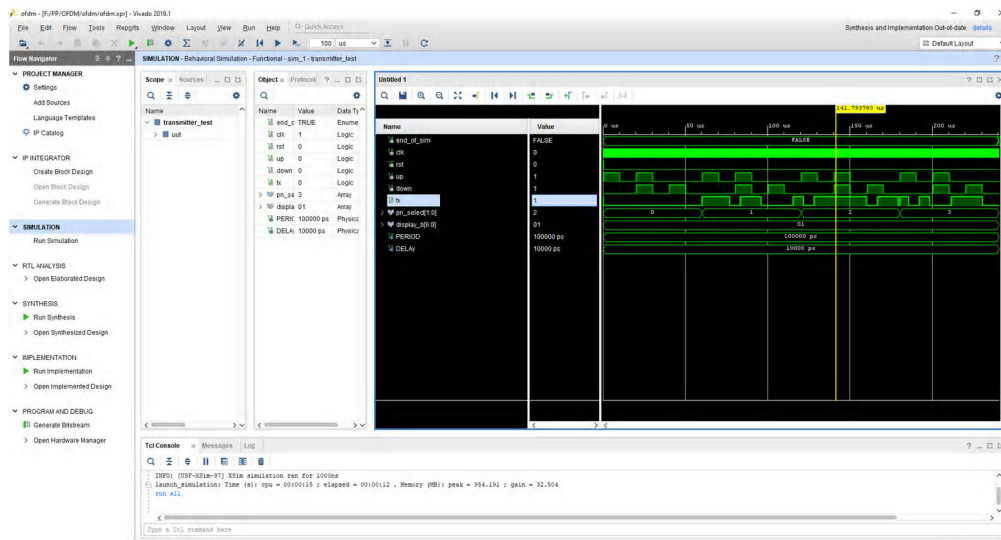 ofdm - [F:/PP/OFDM/ofdm/ofdm.xpr] - Vivado 2019.1
File Edit Flow Tools Reports Window Layout View Run Help Quick Access
Synthesis and Implementation Out-of-date details
100 us
Default Layout
Flow Navigator
SIMULATION - Behavioral Simulation - Functional - sim_1 - transmitter_test
PROJECT MANAGER
Settings
Add Sources
Language Templates
IP Catalog
IP INTEGRATOR
Create Block Design
Open Block Design
Generate Block Design
SIMULATION
Run Simulation
RTL ANALYSIS
Open Elaborated Design
SYNTHESIS
Run Synthesis
Open Synthesized Design
IMPLEMENTATION
Run Implementation
Open Implemented Design
PROGRAM AND DEBUG
Generate Bitstream
Open Hardware Manager
Scope Sources
Name
transmitter_test
uut
Object Protocol
Name Value Data Ty
end_c TRUE Enume
clk 1 Logic
rst 0 Logic
up 0 Logic
down 0 Logic
tx 0 Logic
pn_se 3 Array
displa 01 Array
PERIC 100000 ps Physica
DELA 10000 ps Physica
Untitled 1
Name Value
end_of_sim FALSE
clk 0
rst 0
up 1
down 1
tx 1
pn_select[1:0] 2
display_b[6:0] 01
PERIOD 100000 ps
DELAY 10000 ps
141.793703 us
0 us 50 us 100 us 150 us 200 us
FALSE
0 1 2 3
01
100000 ps
10000 ps
Tcl Console Messages Log
INFO: [USF-XSim-97] XSim simulation ran for 1000ns
launch_simulation: Time (s): cpu = 00:00:15 ; elapsed = 00:00:12 . Memory (MB): peak = 954.191 ; gain = 32.504
run all
Type a Tcl command here